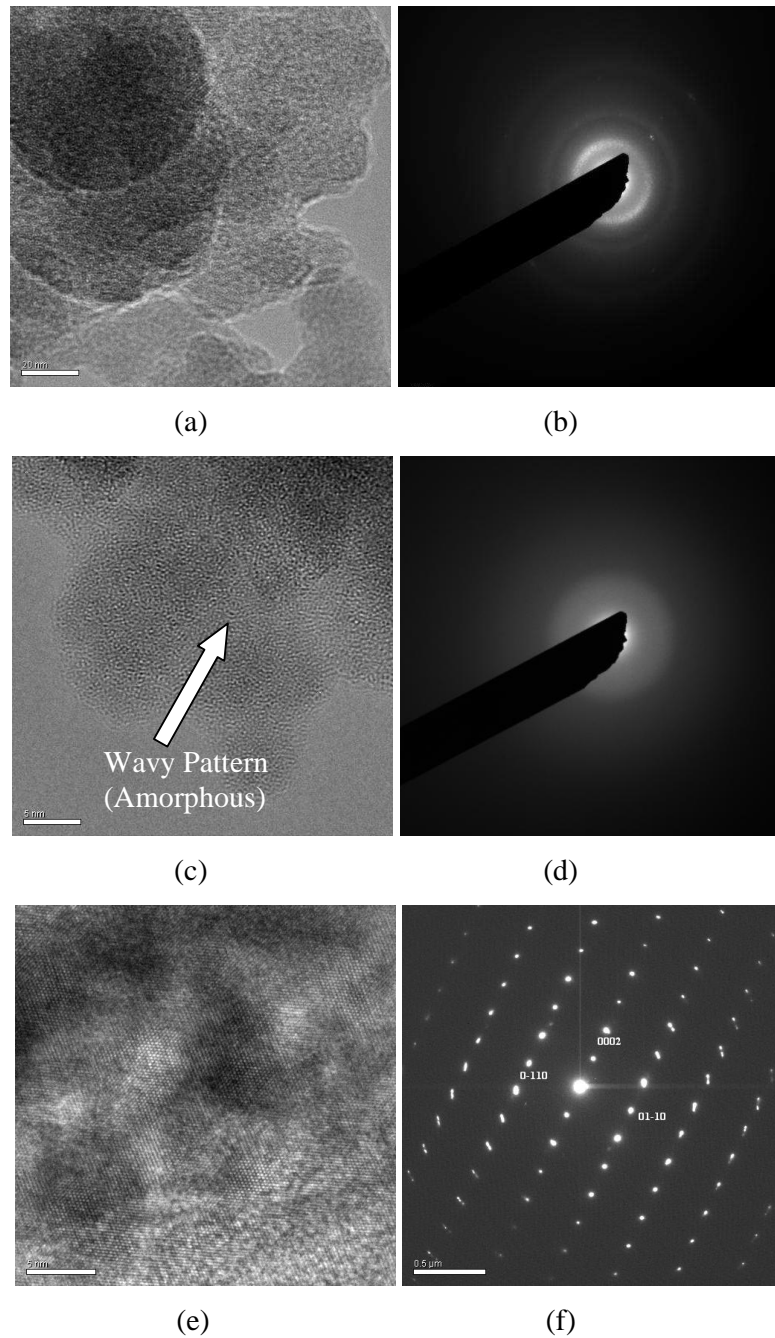 20 nm
(a)
(b)
Wavy Pattern
(Amorphous)
5 nm
(c)
(d)
0002
0-110
01-10
5 nm
0.5 µm
(e)
(f)